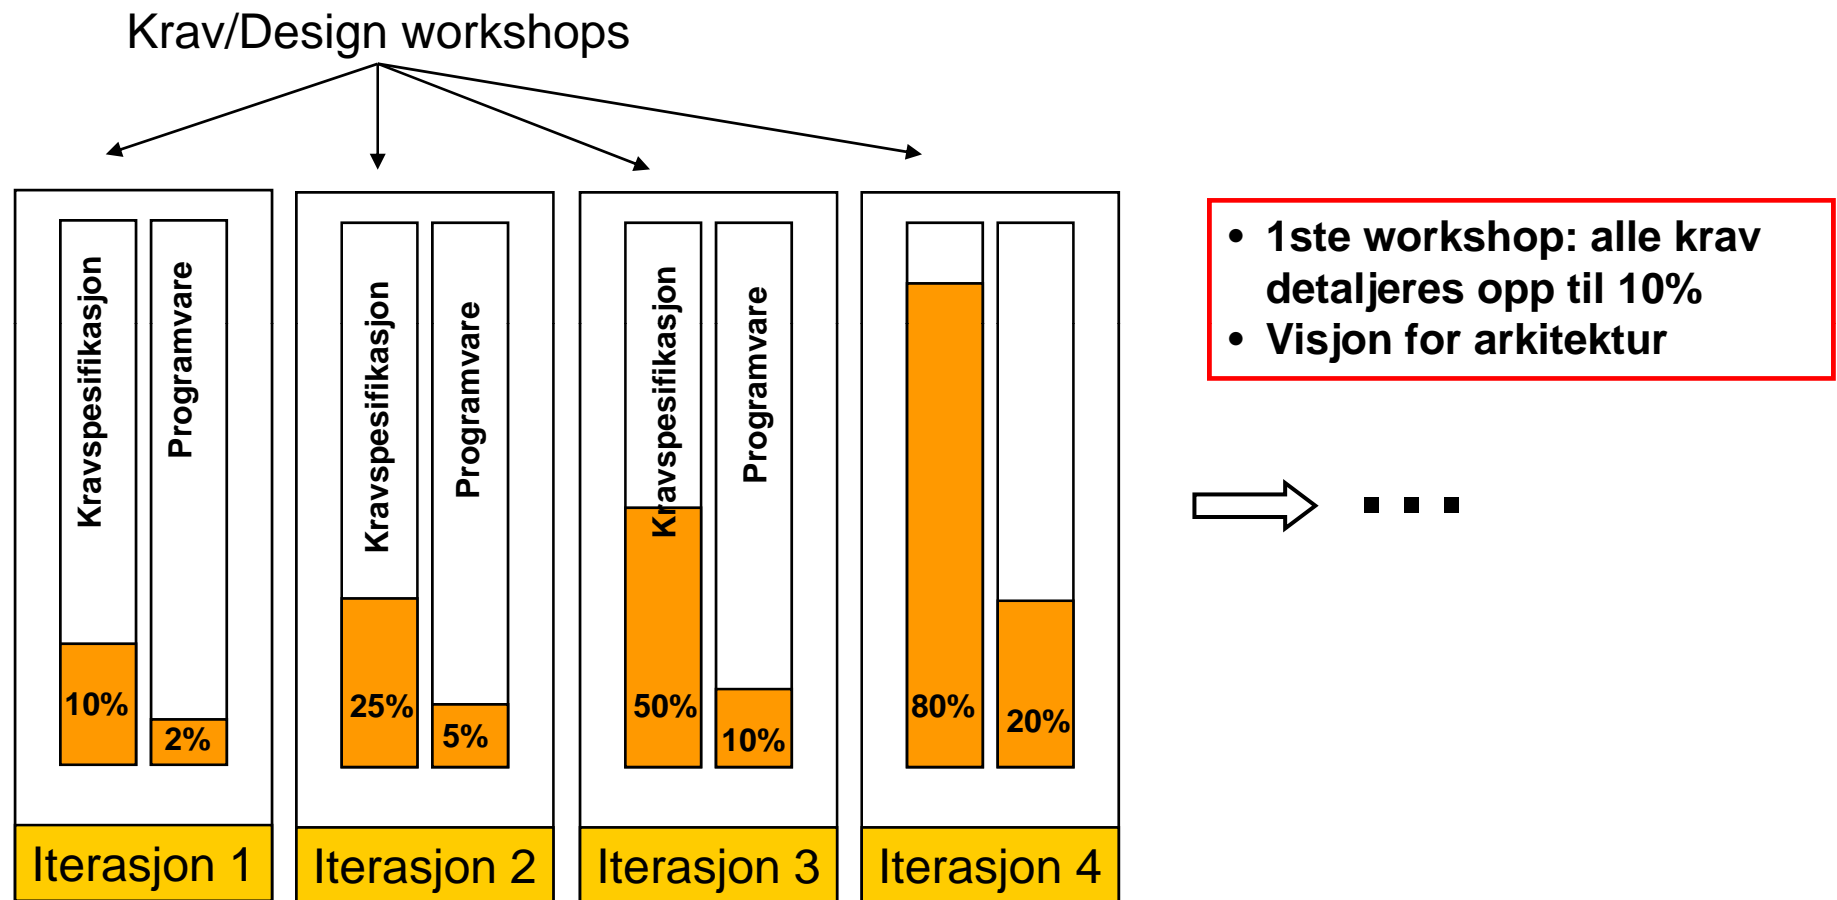 Krav/Design workshops
Kravspesifikasjon
Programvare
10%
2%
Iterasjon 1
Kravspesifikasjon
Programvare
25%
5%
Iterasjon 2
Kravspesifikasjon
Programvare
50%
10%
Iterasjon 3
80%
20%
Iterasjon 4
• 1ste workshop: alle krav
detaljeres opp til 10%
• Visjon for arkitektur